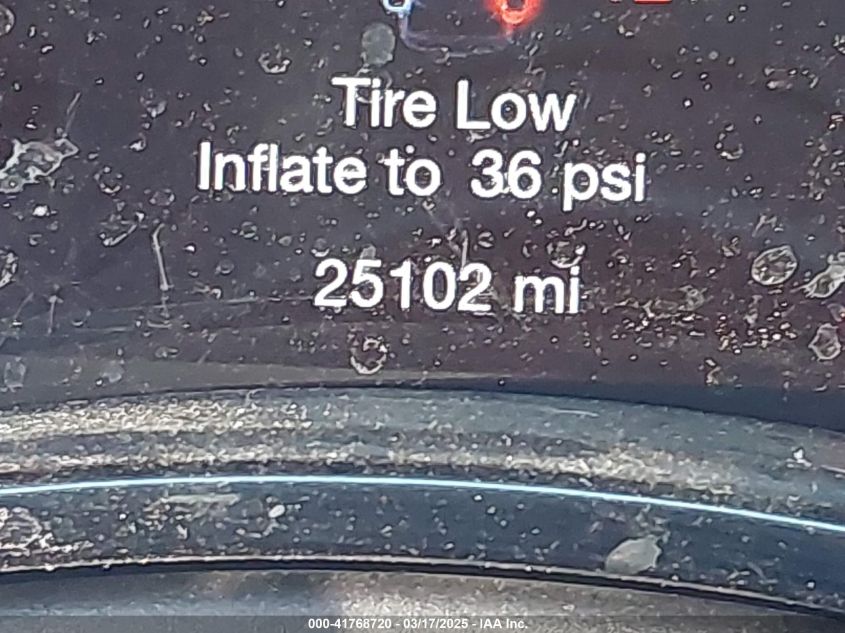 Tire Low
Inflate to 36 psi
25102 mi
000-41768720 - 03/17/2025 - IAA Inc.